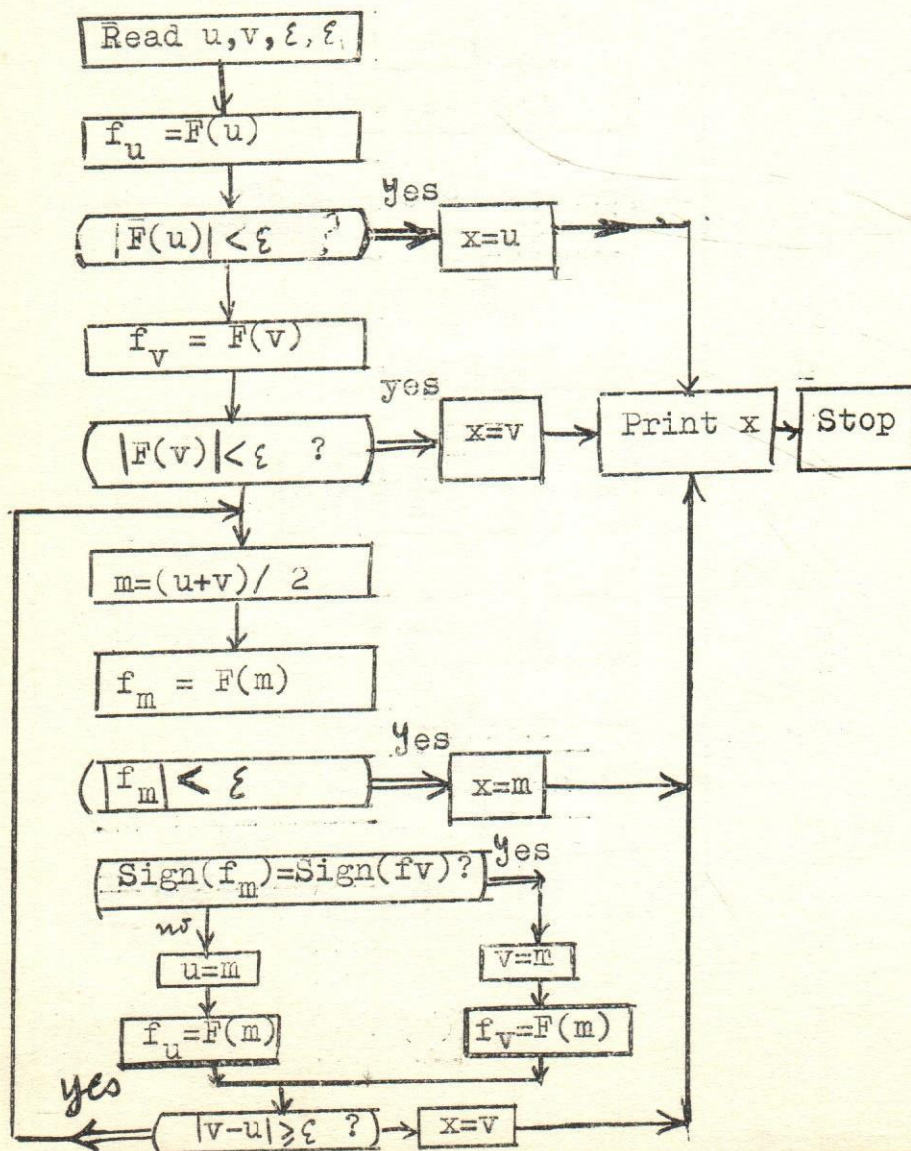 Read u,v,ξ,ξ
f_u =F(u)
|F(u)| <ξ ?
Yes
x=u
f_v = F(v)
|F(v)|<ξ ?
yes
x=v
Print x
Stop
m=(u+v)/ 2
f_m = F(m)
|f_m| < ξ
Yes
x=m
Sign(f_m)=Sign(fv)?
Yes
no
u=m
v=m
f_u=F(m)
f_v=F(m)
yes
|v-u|⩾ξ ?
x=v